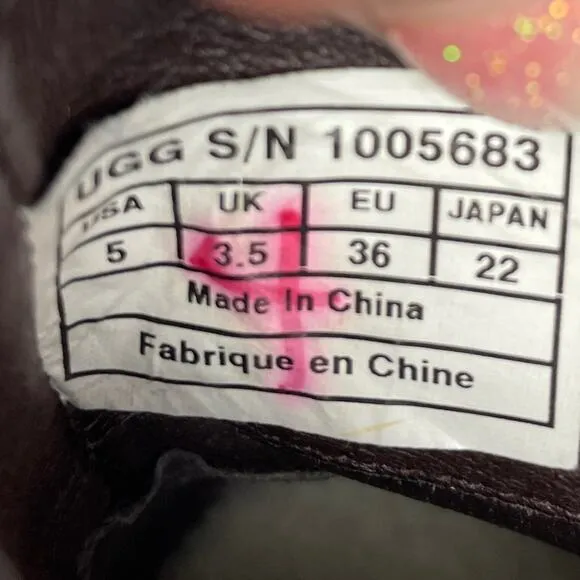 UGG S/N 1005683
USA UK EU JAPAN
5 3.5 36 22
Made In China
Fabrique en Chine